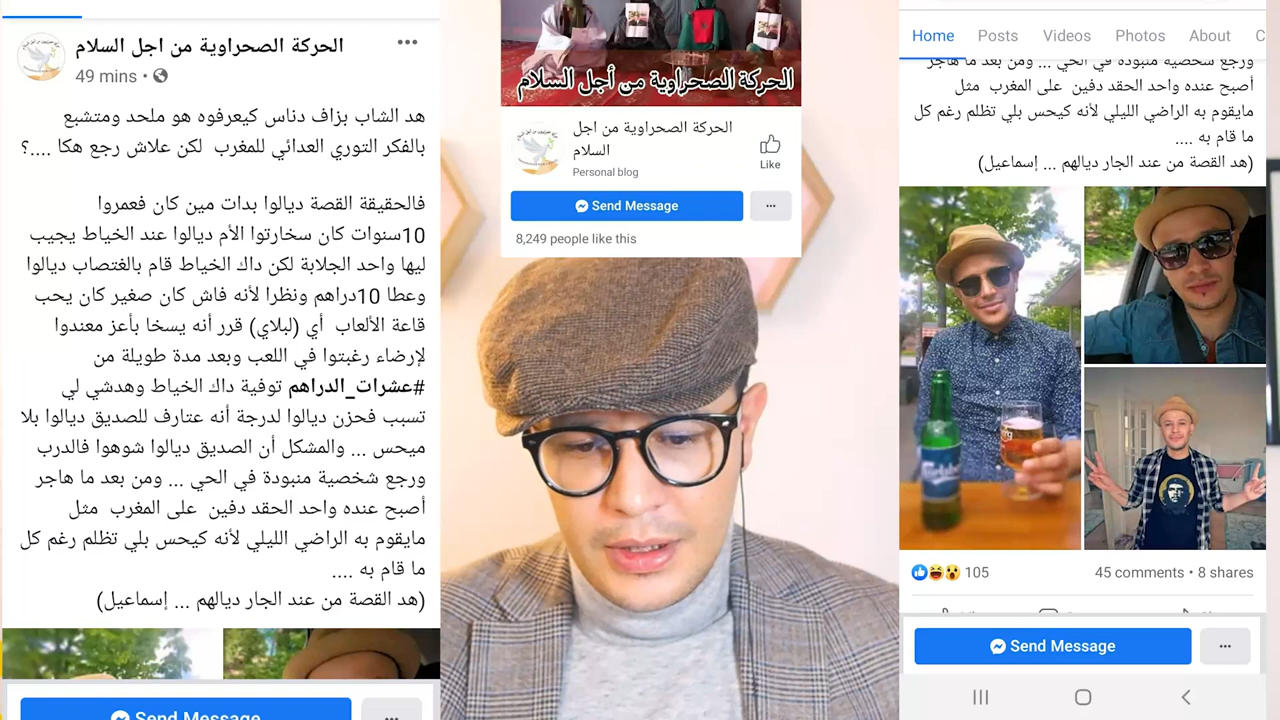 الحركة الصحراوية من اجل السلام
49 mins
هد الشاب بزاف دناس كيعرفوه هو ملحد ومتشبع
بالفكر الثوري العدائي للمغرب لكن علاش رجع هكا ....؟
فالحقيقة القصة ديالوا بدات مين كان فعمروا
10سنوات كان سخارتوا الأم ديالوا عند الخياط يجيب
ليها واحد الجلابة لكن داك الخياط قام بالغتصاب ديالوا
وعطا 10دراهم ونظرا لأنه فاش كان صغير كان يحب
قاعة الألعاب أي (لبلاي) قرر أنه يسخا بأعز معندوا
لإرضاء رغبتوا في اللعب وبعد مدة طويلة من
#عشرات_الدراهم توفية داك الخياط وهدشي لي
تسبب فحزن ديالوا لدرجة أنه عتارف للصديق ديالوا بلا
ميحس ... والمشكل أن الصديق ديالوا شوهوا فالدرب
ورجع شخصية منبودة في الحي ... ومن بعد ما هاجر
أصبح عنده واحد الحقد دفين على المغرب مثل
مايقوم به الراضي الليلي لأنه كيحس بلي تظلم رغم كل
ما قام به ....
(هد القصة من عند الجار ديالهم ... إسماعيل)
Send Message
الحركة الصحراوية من أجل السلام
الحركة الصحراوية من اجل
السلام
Personal blog
Like
Send Message
8,249 people like this
Home Posts Videos Photos About C
ورجع شخصية منبودة في الحي ... ومن بعد ما هاجر
أصبح عنده واحد الحقد دفين على المغرب مثل
مايقوم به الراضي الليلي لأنه كيحس بلي تظلم رغم كل
ما قام به ....
(هد القصة من عند الجار ديالهم ... إسماعيل)
105
45 comments • 8 shares
Send Message